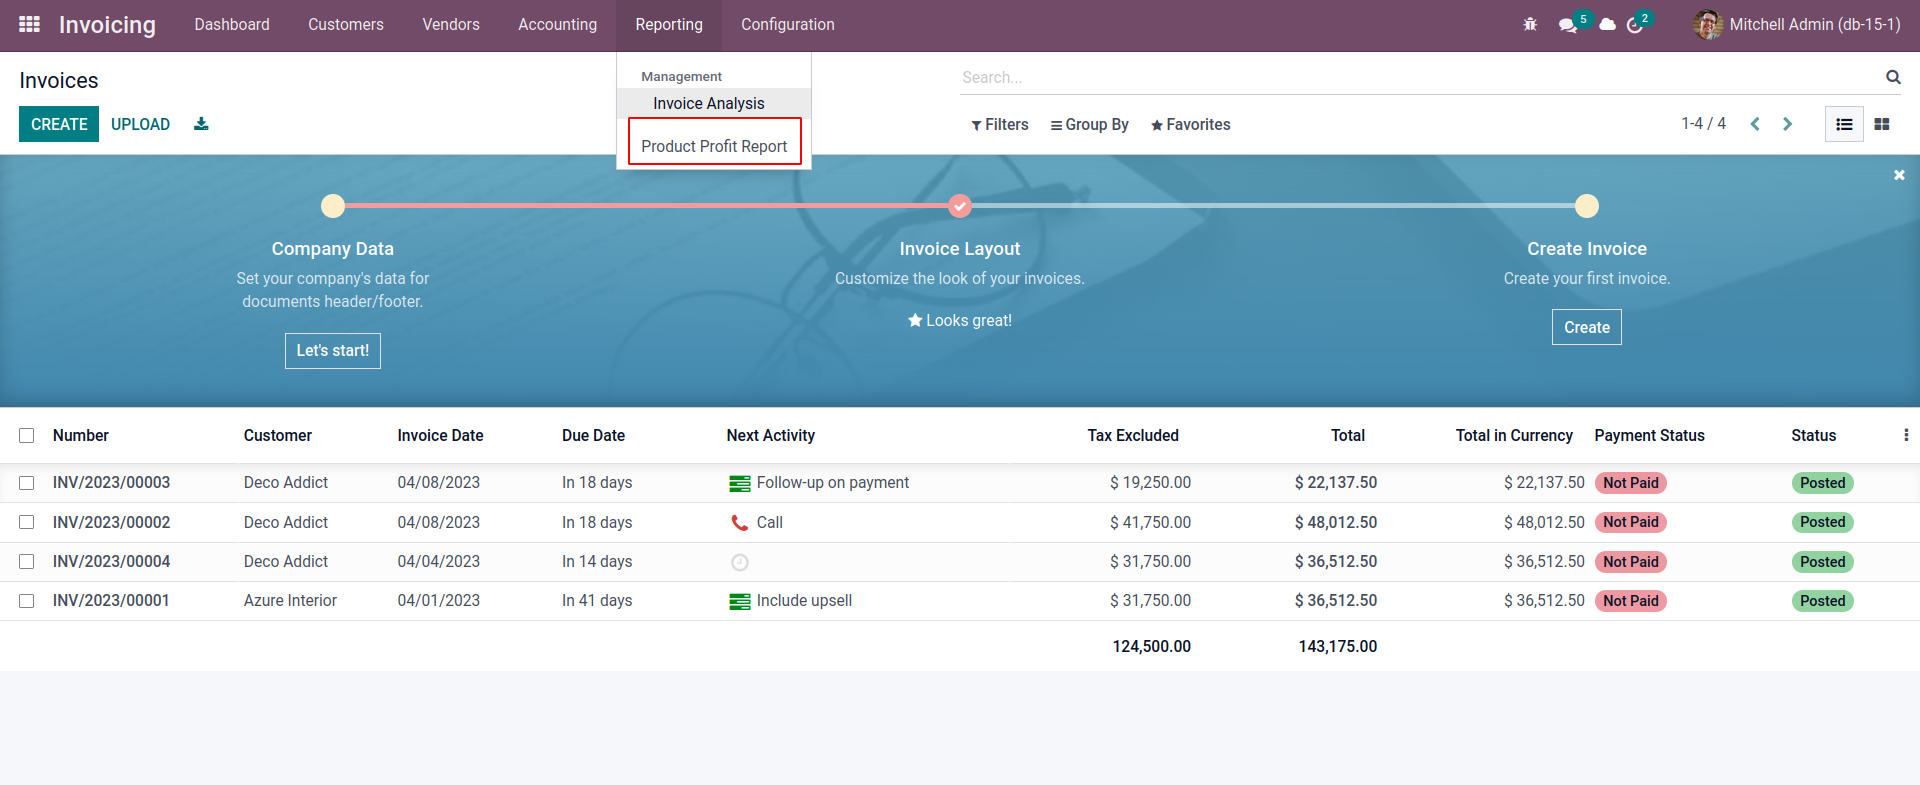 Invoicing Dashboard Customers Vendors Accounting Reporting Configuration 5 2 Mitchell Admin (db-15-1)
Invoices
Search...
CREATE UPLOAD
Management
Invoice Analysis
Product Profit Report
Filters Group By Favorites 1-4 / 4
Company Data
Set your company's data for
documents header/footer.
Let's start!
Invoice Layout
Customize the look of your invoices.
Looks great!
Create Invoice
Create your first invoice.
Create
Number Customer Invoice Date Due Date Next Activity Tax Excluded Total Total in Currency Payment Status Status
INV/2023/00003 Deco Addict 04/08/2023 In 18 days Follow-up on payment $ 19,250.00 $ 22,137.50 $ 22,137.50 Not Paid Posted
INV/2023/00002 Deco Addict 04/08/2023 In 18 days Call $ 41,750.00 $ 48,012.50 $ 48,012.50 Not Paid Posted
INV/2023/00004 Deco Addict 04/04/2023 In 14 days $ 31,750.00 $ 36,512.50 $ 36,512.50 Not Paid Posted
INV/2023/00001 Azure Interior 04/01/2023 In 41 days Include upsell $ 31,750.00 $ 36,512.50 $ 36,512.50 Not Paid Posted
124,500.00 143,175.00